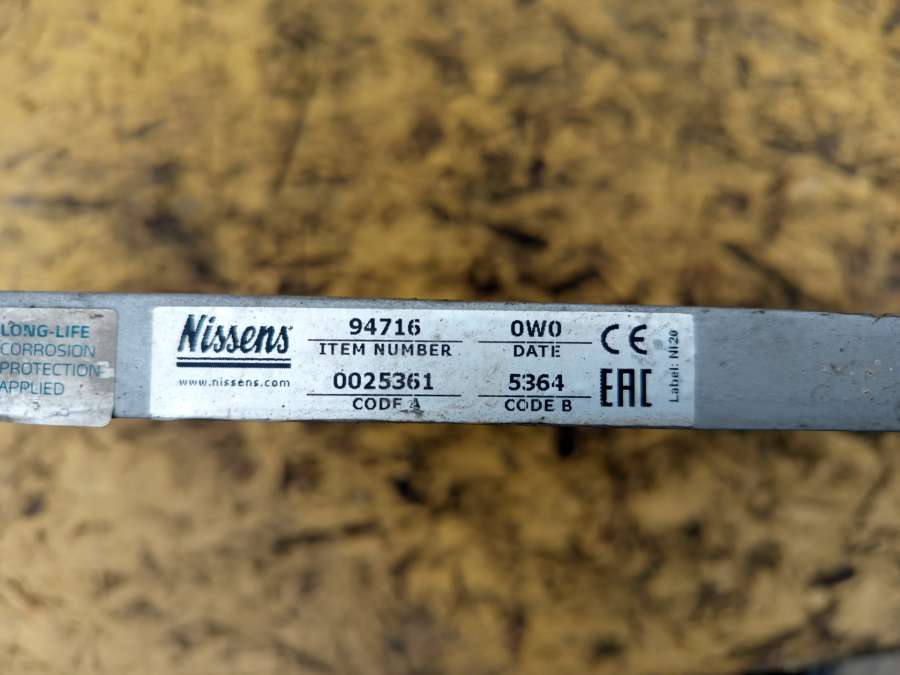 LONG-LIFE
CORROSION
PROTECTION
APPLIED
Nissens
www.nissens.com
94716
ITEM NUMBER
0025361
CODE A
0W0
DATE
5364
CODE B
CE
EAC
Label: NI20